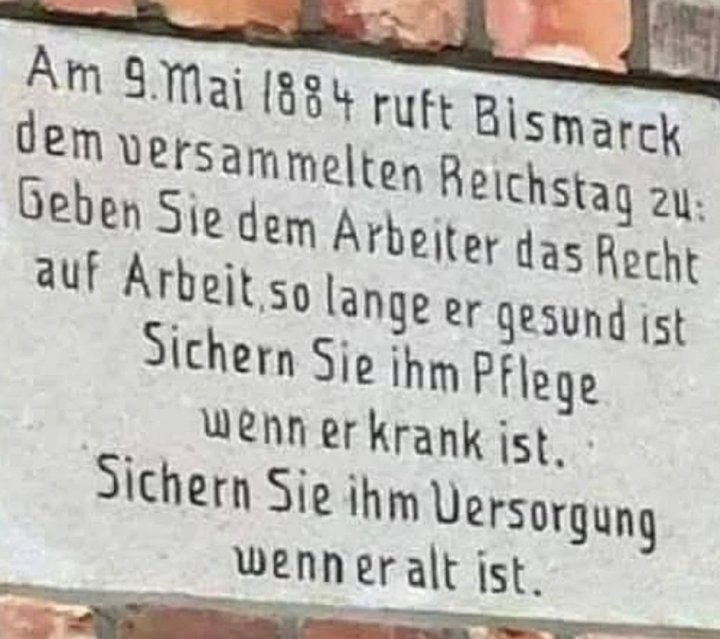 Am 9.Mai 1884 ruft Bismarck
dem versammelten Reichstag zu:
Geben Sie dem Arbeiter das Recht
auf Arbeit, so lange er gesund ist
Sichern Sie ihm Pflege
wenn er krank ist.
Sichern Sie ihm Versorgung
wenn er alt ist.